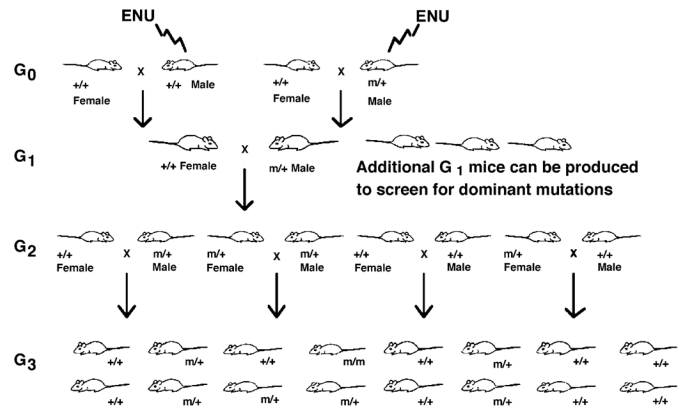 ENU ENU
G0 +/+ X +/+ Male +/+ X m/+
Female Female Male
G1 +/+ Female X m/+ Male
Additional G 1 mice can be produced
to screen for dominant mutations
G2
+/+ X m/+ m/+ X m/+ +/+ X +/+ m/+ X +/+
Female Male Female Male Female Male Female Male
G3
+/+ m/+ +/+ m/m +/+ m/+ +/+ +/+
+/+ m/+ m/+ m/+ +/+ m/+ +/+ +/+